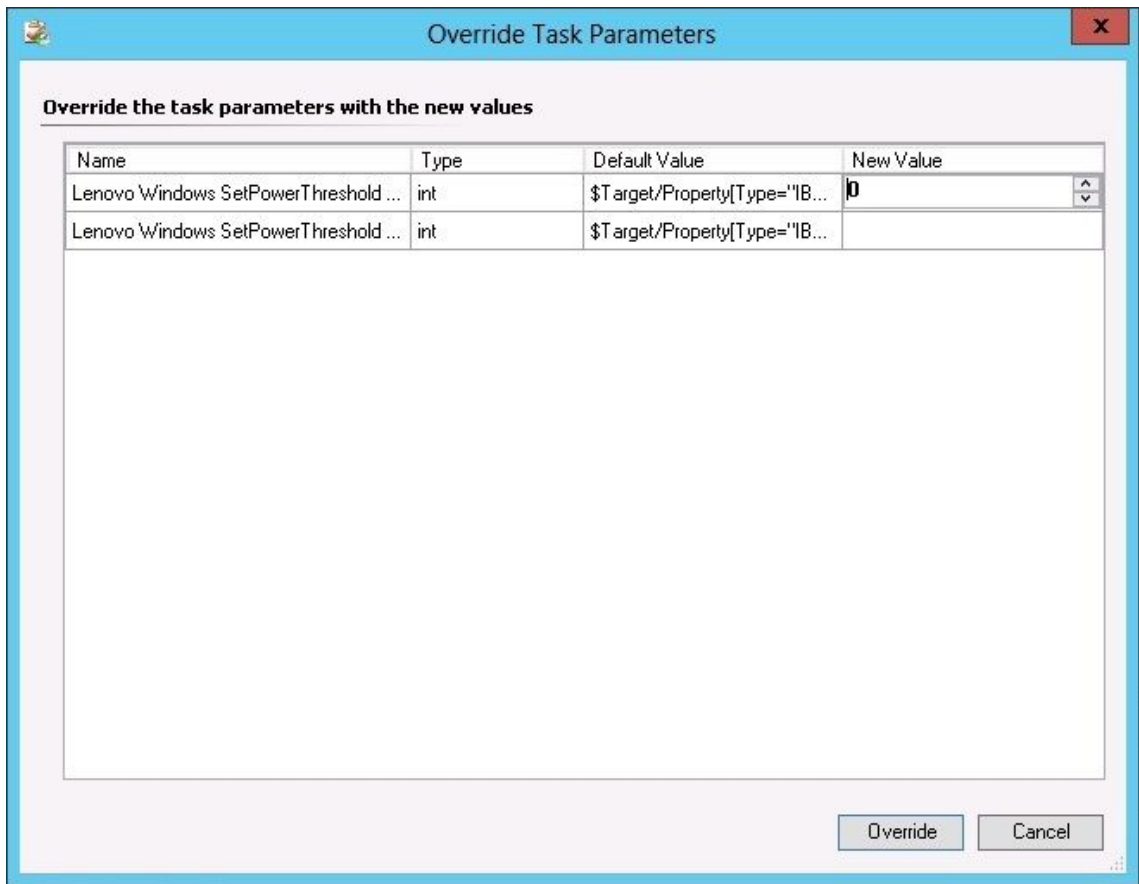 Override Task Parameters
x
Override the task parameters with the new values
Name Type Default Value New Value
Lenovo Windows SetPowerThreshold ... int $Target/Property[Type="IB... 0
Lenovo Windows SetPowerThreshold ... int $Target/Property[Type="IB...
Override Cancel